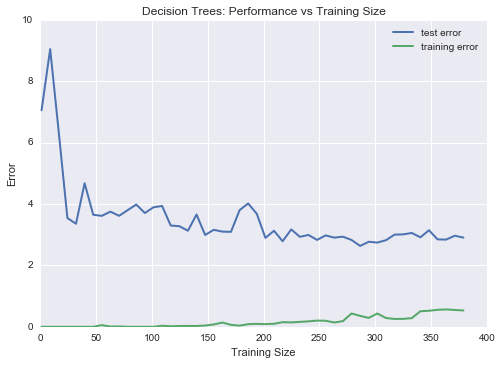 Decision Trees: Performance vs Training Size
10
8
6
4
2
0
Error
test error
training error
0 50 100 150 200 250 300 350 400
Training Size